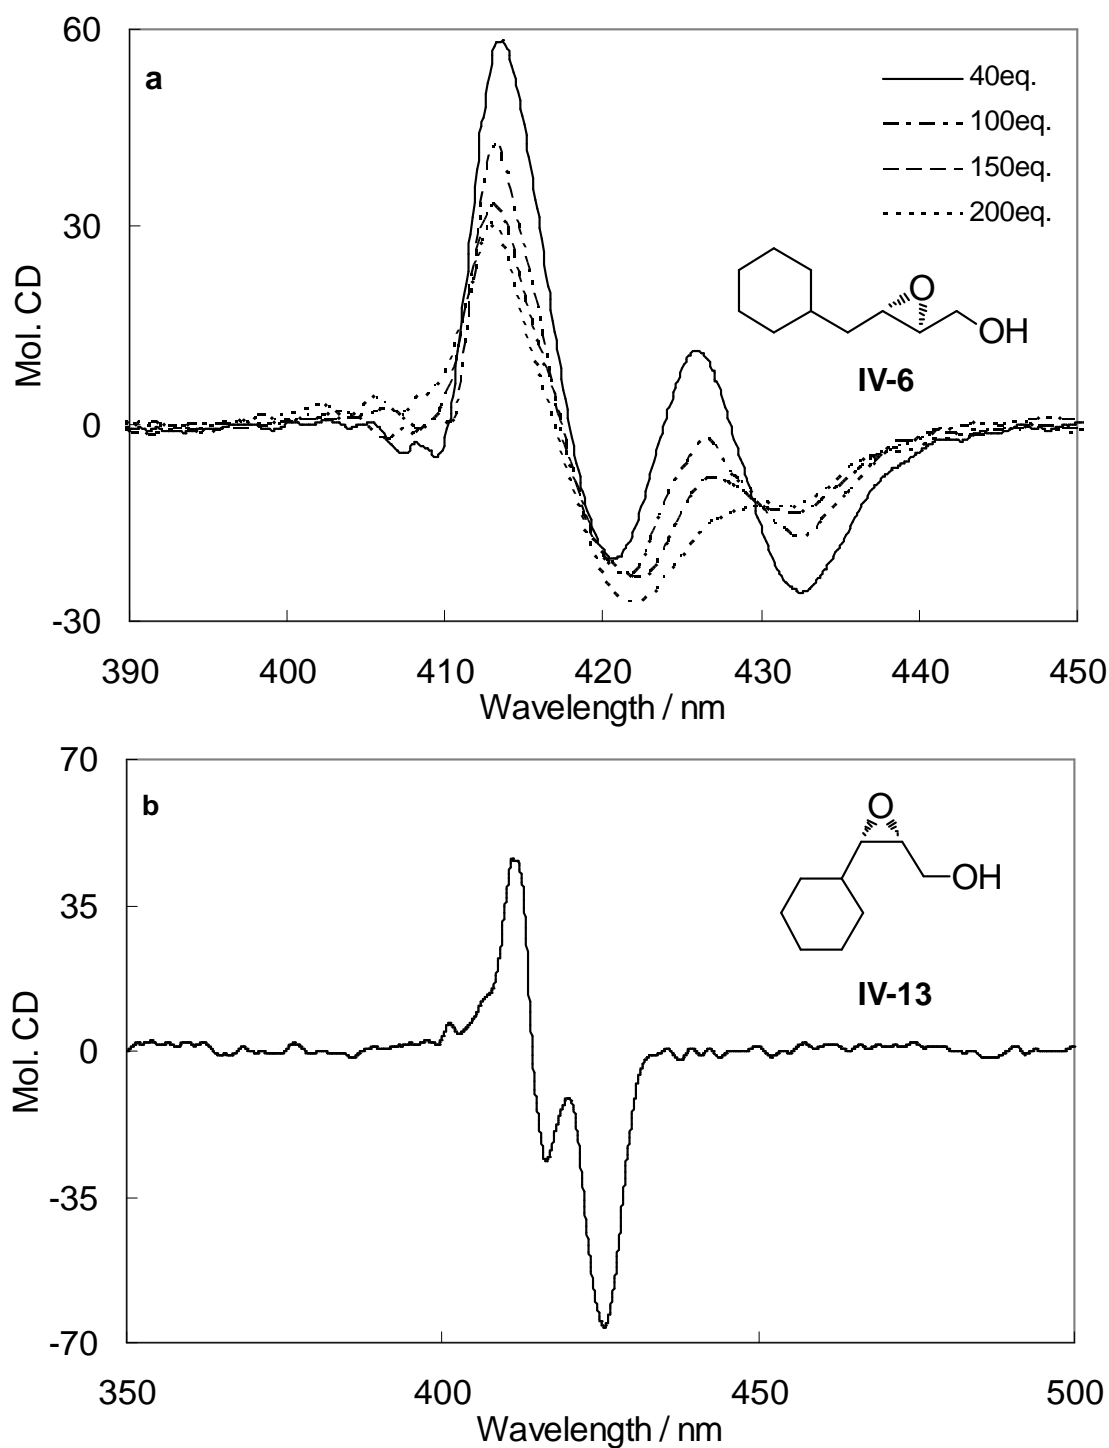 60
a
40eq.
100eq.
150eq.
200eq.
30
O
OH
IV-6
Mol. CD
0
-30
390 400 410 420 430 440 450
Wavelength / nm
70
b
O
OH
35
IV-13
Mol. CD
0
-35
-70
350 400 450 500
Wavelength / nm